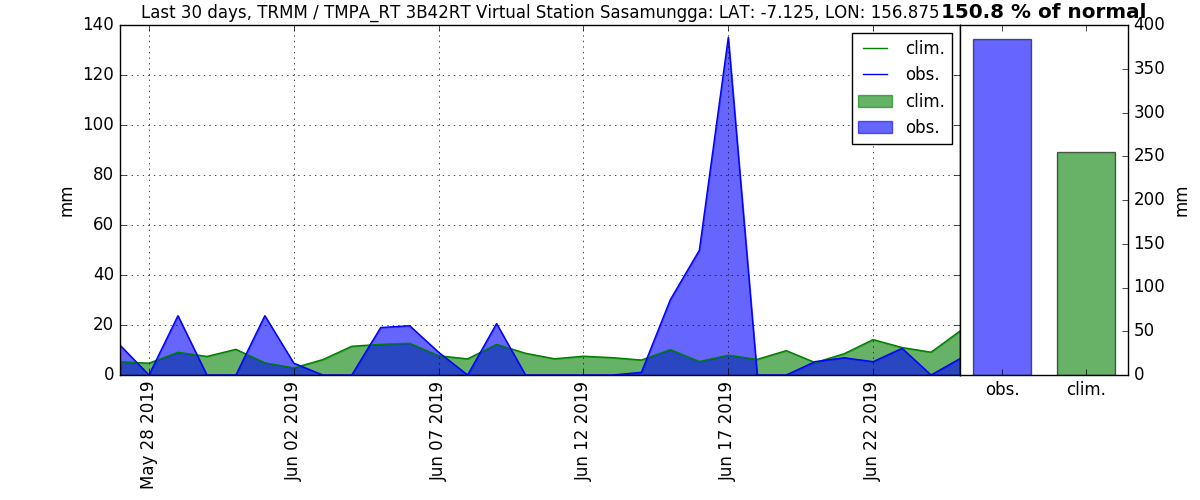 Last 30 days, TRMM / TMPA_RT 3B42RT Virtual Station Sasamungga: LAT: -7.125, LON: 156.875
150.8 % of normal
140
120
100
80
60
40
20
0
mm
clim.
obs.
clim.
obs.
May 28 2019
Jun 02 2019
Jun 07 2019
Jun 12 2019
Jun 17 2019
Jun 22 2019
400
350
300
250
200
150
100
50
0
mm
obs.
clim.